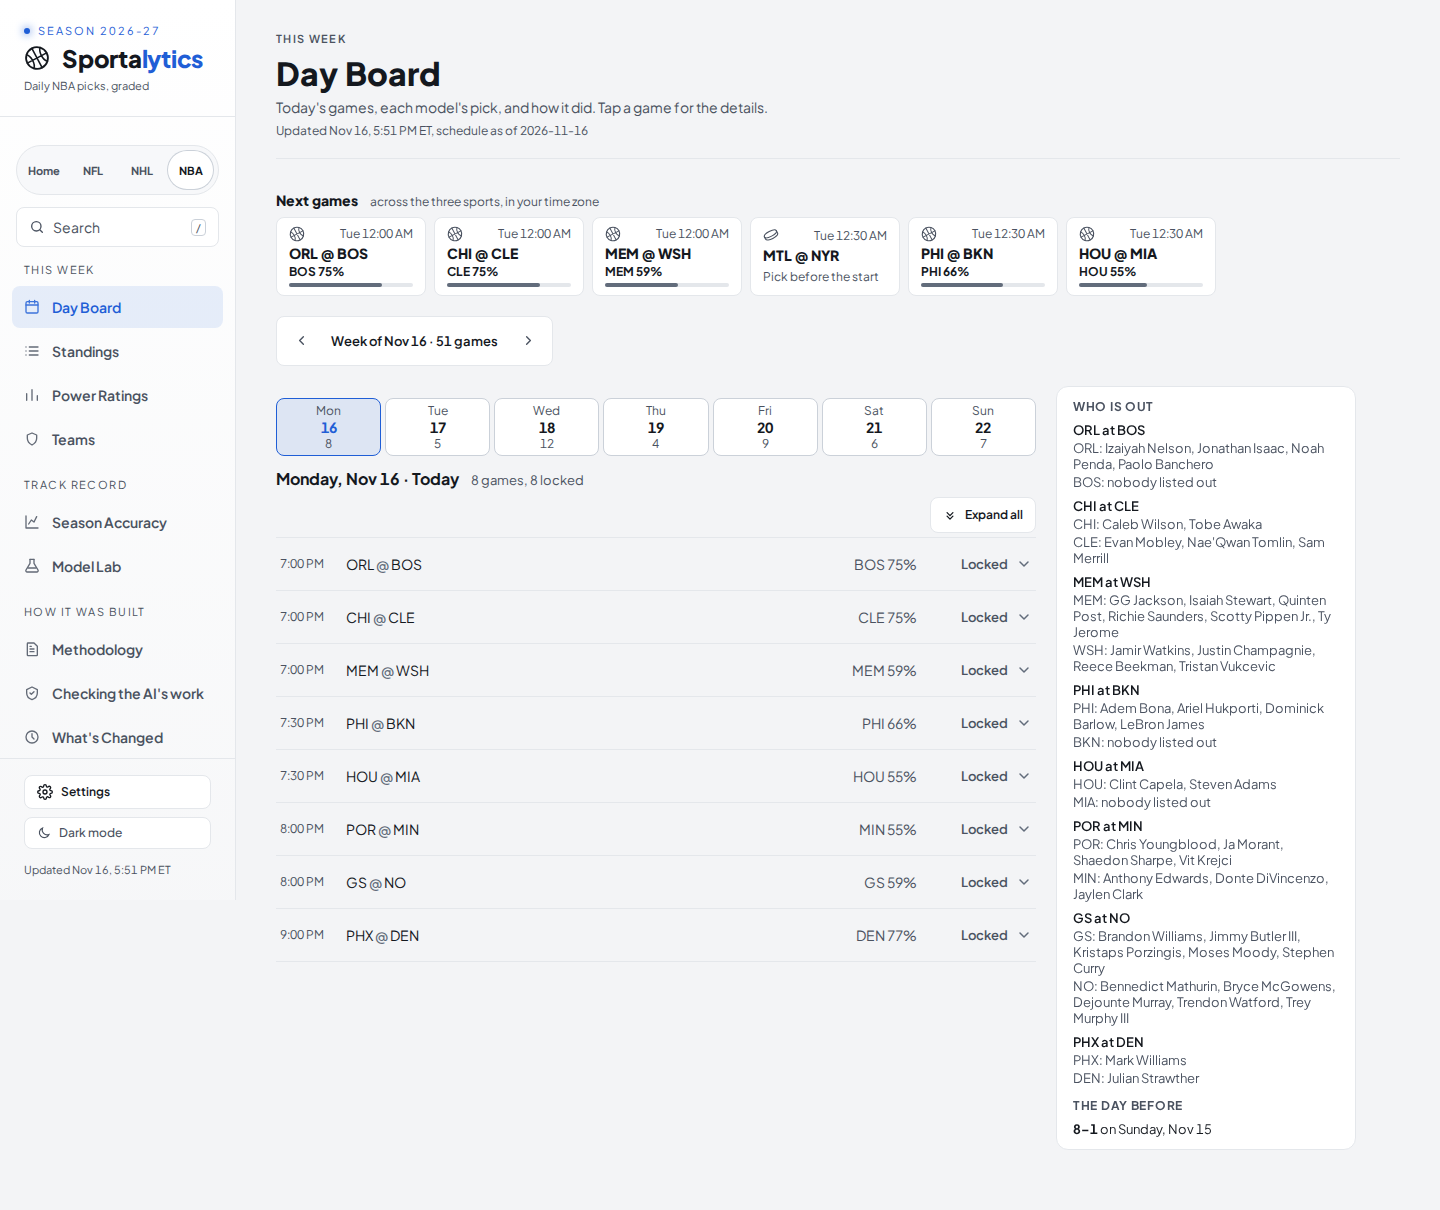 SEASON 2026-27
Sportalytics
Daily NBA picks, graded
Home NFL NHL NBA
Search /
THIS WEEK
Day Board
Standings
Power Ratings
Teams
TRACK RECORD
Season Accuracy
Model Lab
HOW IT WAS BUILT
Methodology
Checking the AI's work
What's Changed
Settings
Dark mode
Updated Nov 16, 5:51 PM ET
THIS WEEK
Day Board
Today's games, each model's pick, and how it did. Tap a game for the details.
Updated Nov 16, 5:51 PM ET, schedule as of 2026-11-16
Next games across the three sports, in your time zone
Tue 12:00 AM
ORL @ BOS
BOS 75%
Tue 12:00 AM
CHI @ CLE
CLE 75%
Tue 12:00 AM
MEM @ WSH
MEM 59%
Tue 12:30 AM
MTL @ NYR
Pick before the start
Tue 12:30 AM
PHI @ BKN
PHI 66%
Tue 12:30 AM
HOU @ MIA
HOU 55%
Week of Nov 16 · 51 games
Mon
16
8
Tue
17
5
Wed
18
12
Thu
19
4
Fri
20
9
Sat
21
6
Sun
22
7
Monday, Nov 16 · Today 8 games, 8 locked
Expand all
7:00 PM ORL @ BOS BOS 75% Locked
7:00 PM CHI @ CLE CLE 75% Locked
7:00 PM MEM @ WSH MEM 59% Locked
7:30 PM PHI @ BKN PHI 66% Locked
7:30 PM HOU @ MIA HOU 55% Locked
8:00 PM POR @ MIN MIN 55% Locked
8:00 PM GS @ NO GS 59% Locked
9:00 PM PHX @ DEN DEN 77% Locked
WHO IS OUT
ORL at BOS
ORL: Izaiyah Nelson, Jonathan Isaac, Noah
Penda, Paolo Banchero
BOS: nobody listed out
CHI at CLE
CHI: Caleb Wilson, Tobe Awaka
CLE: Evan Mobley, Nae'Qwan Tomlin, Sam
Merrill
MEM at WSH
MEM: GG Jackson, Isaiah Stewart, Quinten
Post, Richie Saunders, Scotty Pippen Jr., Ty
Jerome
WSH: Jamir Watkins, Justin Champagnie,
Reece Beekman, Tristan Vukcevic
PHI at BKN
PHI: Adem Bona, Ariel Hukporti, Dominick
Barlow, LeBron James
BKN: nobody listed out
HOU at MIA
HOU: Clint Capela, Steven Adams
MIA: nobody listed out
POR at MIN
POR: Chris Youngblood, Ja Morant,
Shaedon Sharpe, Vit Krejci
MIN: Anthony Edwards, Donte DiVincenzo,
Jaylen Clark
GS at NO
GS: Brandon Williams, Jimmy Butler III,
Kristaps Porzingis, Moses Moody, Stephen
Curry
NO: Bennedict Mathurin, Bryce McGowens,
Dejounte Murray, Trendon Watford, Trey
Murphy III
PHX at DEN
PHX: Mark Williams
DEN: Julian Strawther
THE DAY BEFORE
8–1 on Sunday, Nov 15